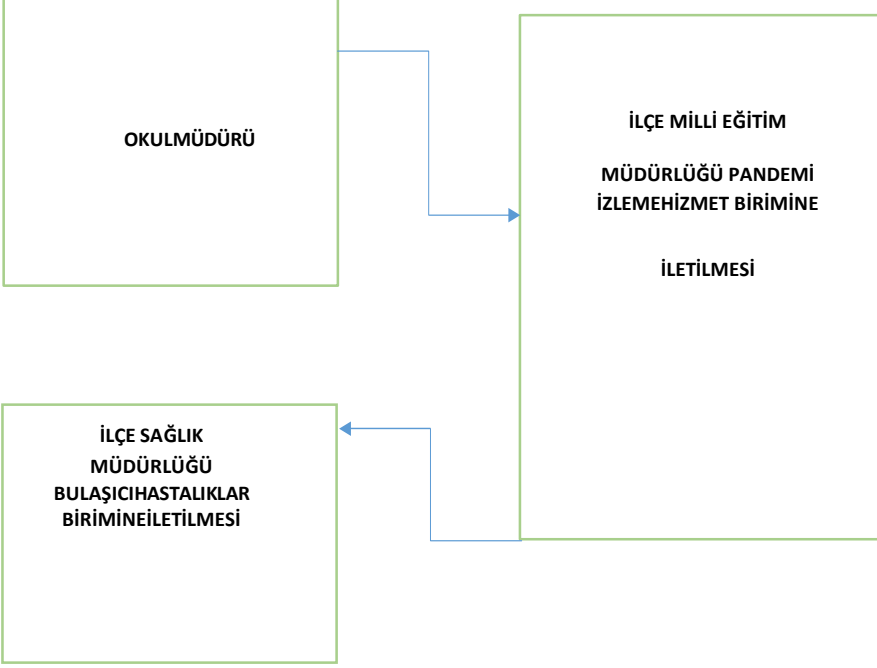 OKULMÜDÜRÜ
İLÇE MİLLİ EĞİTİM
MÜDÜRLÜĞÜ PANDEMİ
İZLEMEHİZMET BİRİMİNE
İLETİLMESİ
İLÇE SAĞLIK
MÜDÜRLÜĞÜ
BULAŞICIHASTALIKLAR
BİRİMİNEİLETİLMESİ